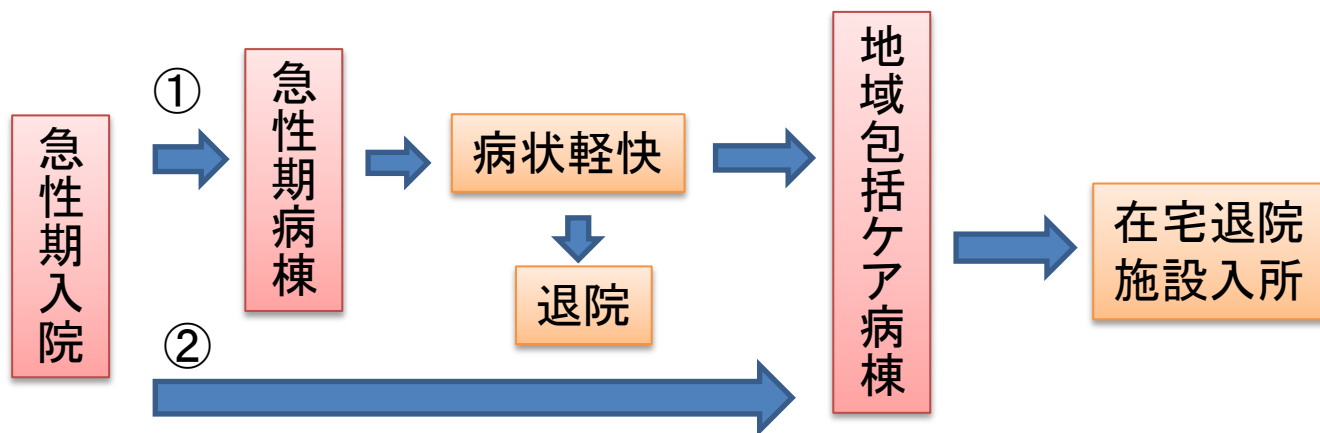 急性期入院
①
急性期病棟
病状軽快
退院
②
地域包括ケア病棟
在宅退院
施設入所